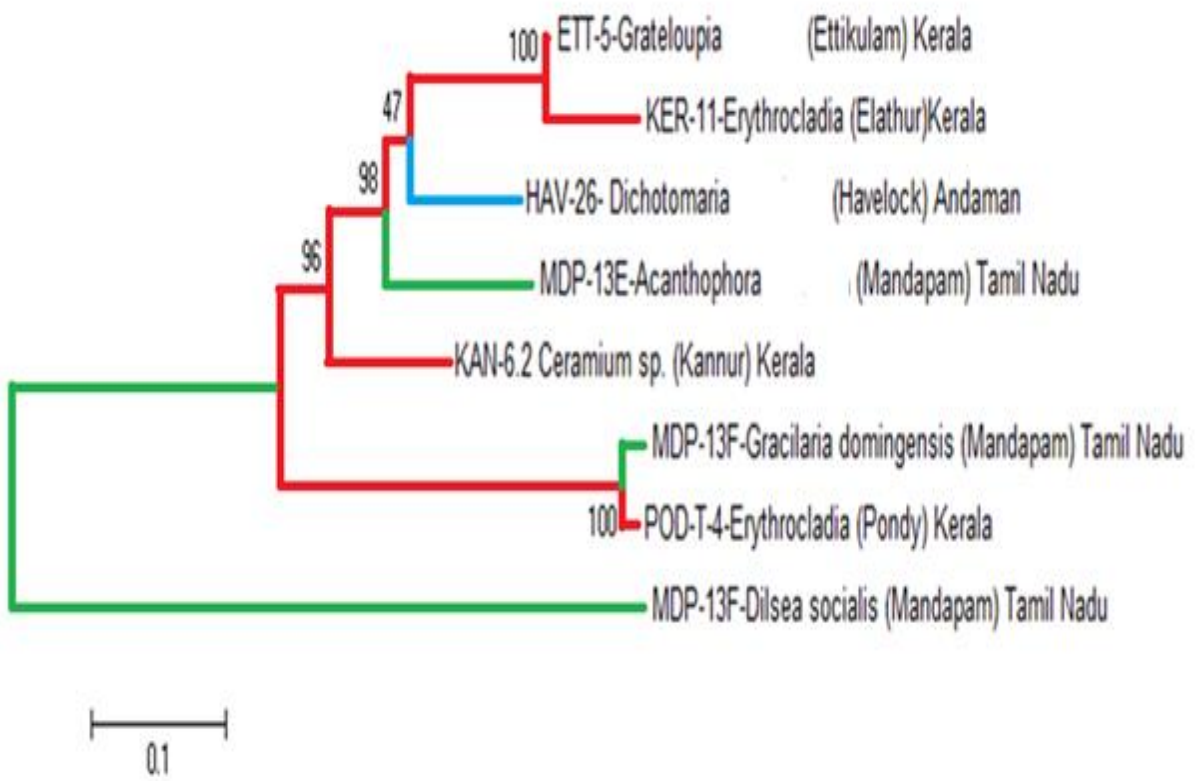 100 ETT-5-Grateloupia (Ettikulam) Kerala
47
KER-11-Erythrocladia (Elathur)Kerala
98
HAV-26- Dichotomaria (Havelock) Andaman
96
MDP-13E-Acanthophora (Mandapam) Tamil Nadu
KAN-6.2 Ceramium sp. (Kannur) Kerala
MDP-13F-Gracilaria domingensis (Mandapam) Tamil Nadu
100 POD-T-4-Erythrocladia (Pondy) Kerala
MDP-13F-Dilsea socialis (Mandapam) Tamil Nadu
0.1